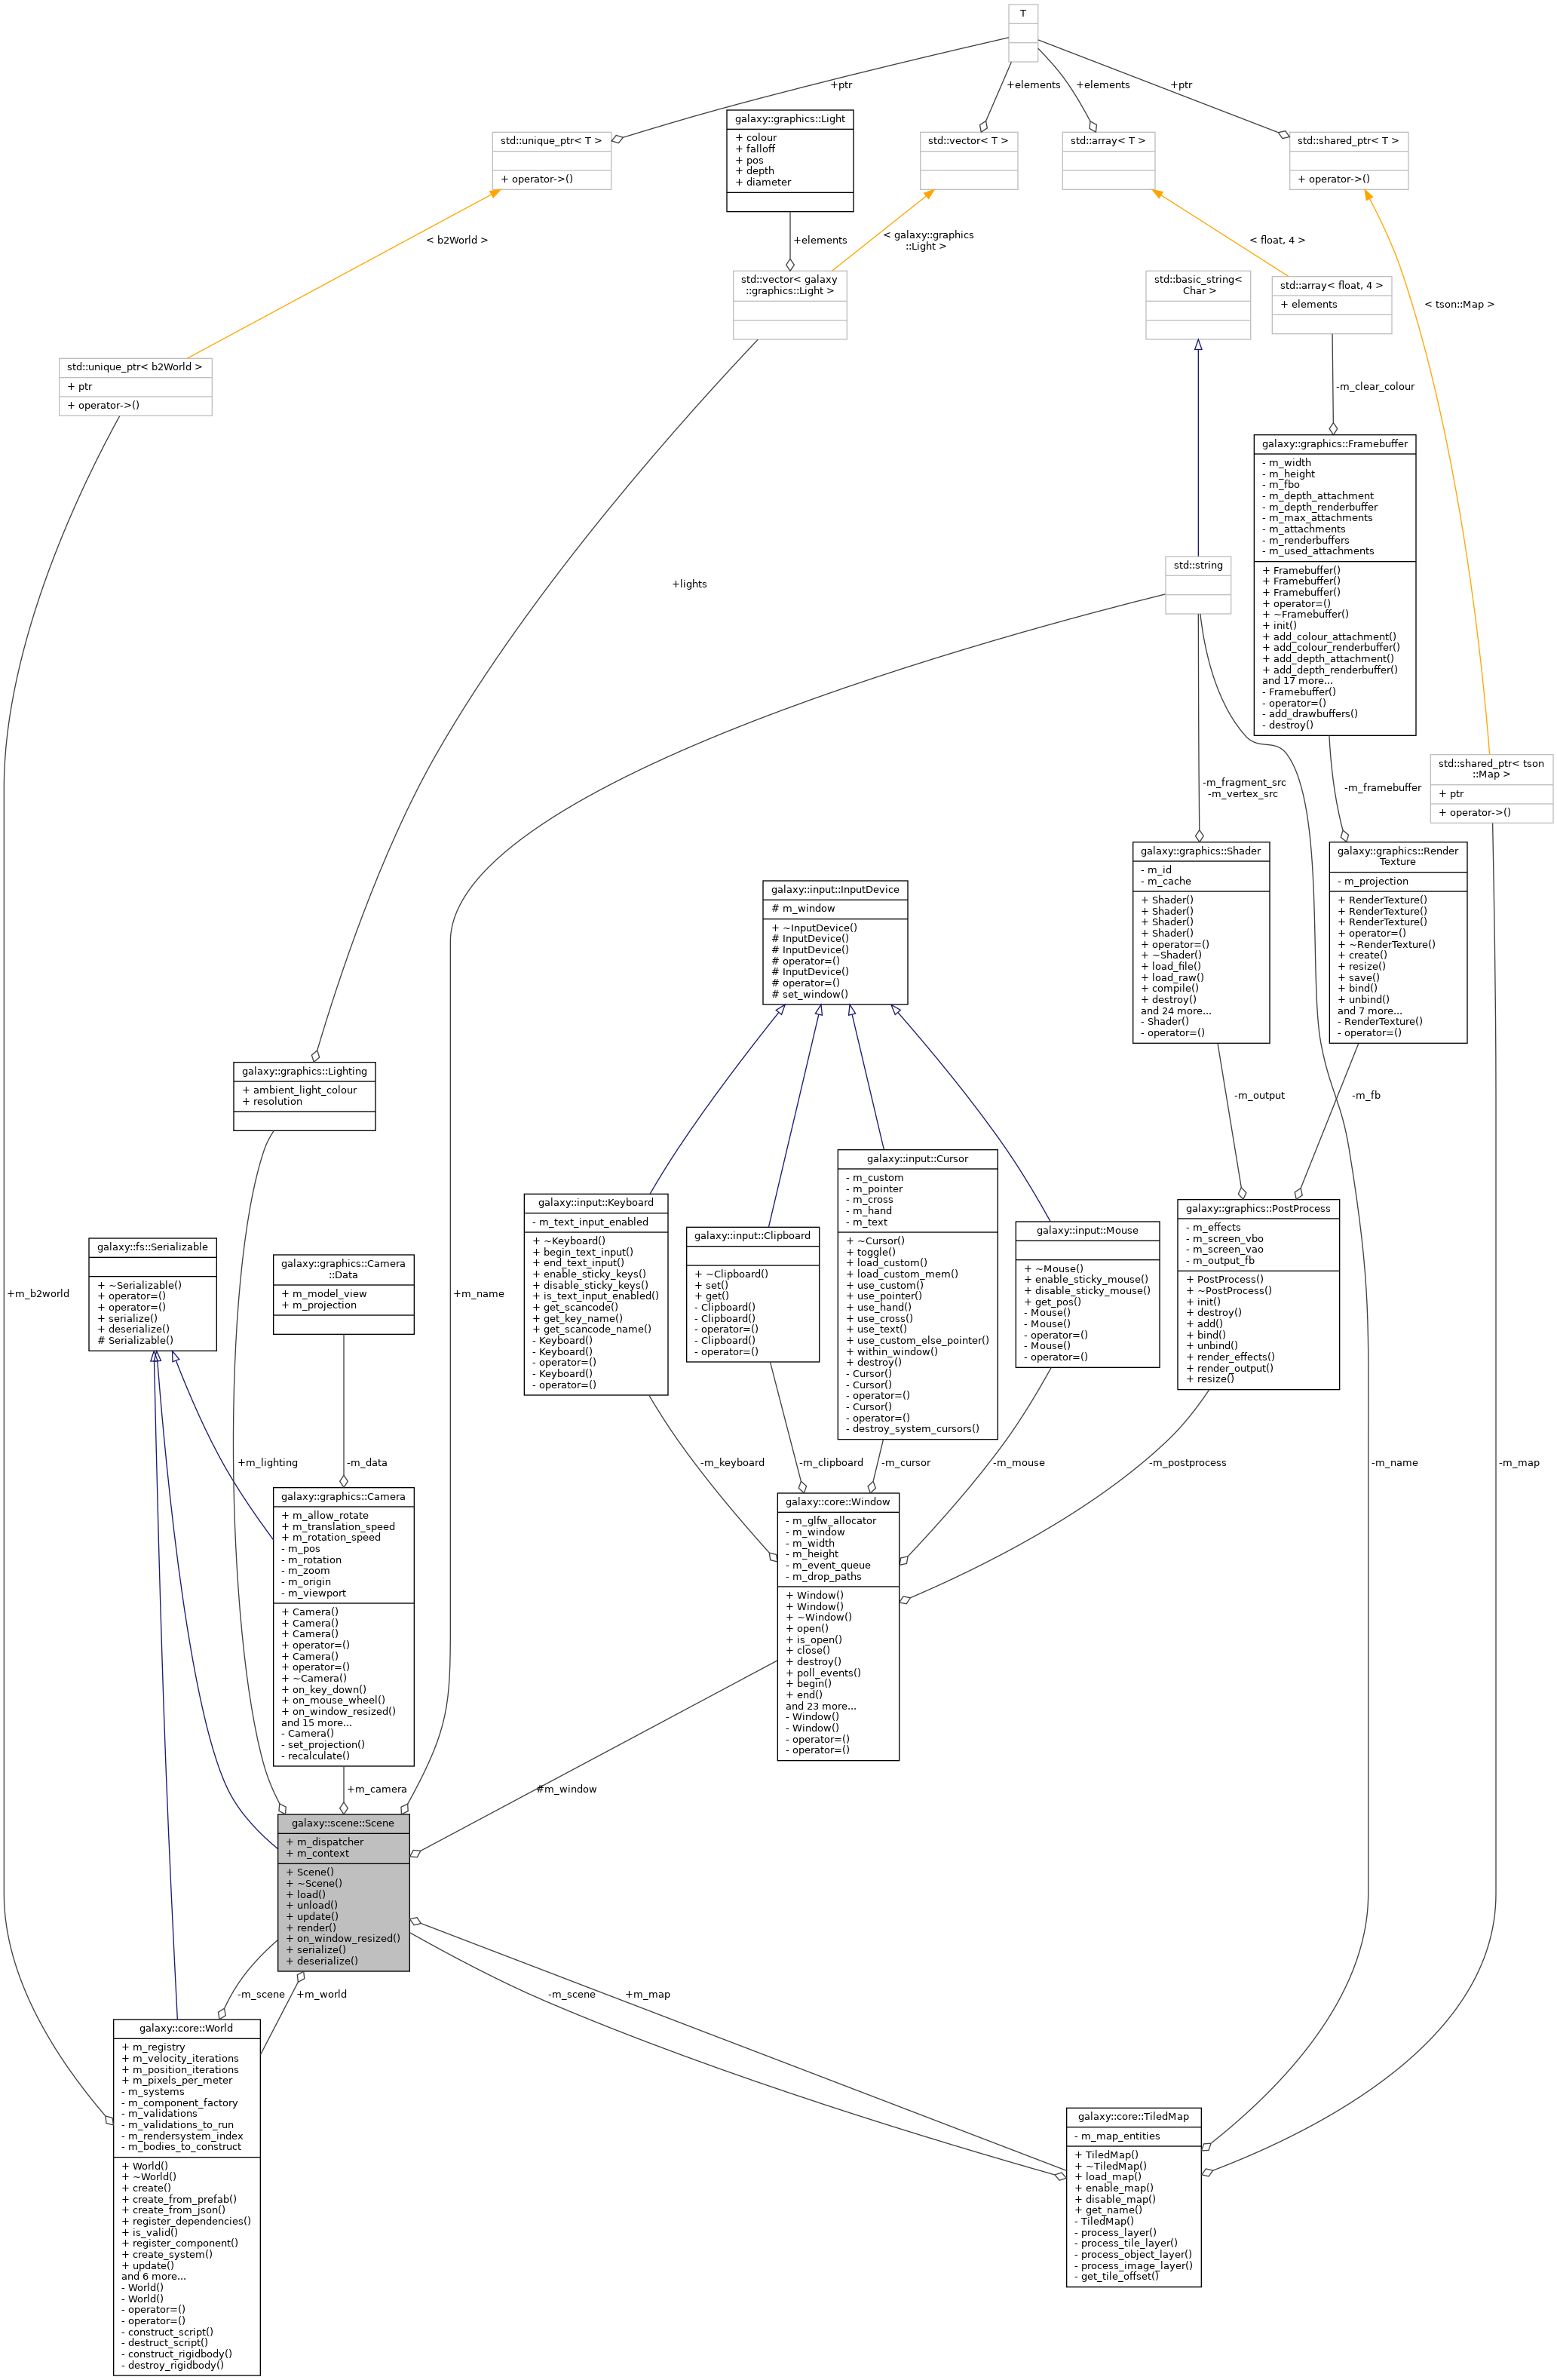 T
+ptr
+elements
+elements
+ptr
galaxy::graphics::Light
+ colour
+ falloff
+ pos
+ depth
+ diameter
std::unique_ptr< T >
+ operator->()
std::vector< T >
std::array< T >
std::shared_ptr< T >
+ operator->()
< b2World >
+elements
< galaxy::graphics
::Light >
< float, 4 >
std::vector< galaxy
::graphics::Light >
std::basic_string<
Char >
std::array< float, 4 >
+ elements
< tson::Map >
std::unique_ptr< b2World >
+ ptr
+ operator->()
-m_clear_colour
galaxy::graphics::Framebuffer
- m_width
- m_height
- m_fbo
- m_depth_attachment
- m_depth_renderbuffer
- m_max_attachments
- m_attachments
- m_renderbuffers
- m_used_attachments
+ Framebuffer()
+ Framebuffer()
+ Framebuffer()
+ operator=()
+ ~Framebuffer()
+ init()
+ add_colour_attachment()
+ add_colour_renderbuffer()
+ add_depth_attachment()
+ add_depth_renderbuffer()
and 17 more...
- Framebuffer()
- operator=()
- add_drawbuffers()
- destroy()
std::string
+lights
-m_fragment_src
-m_vertex_src
-m_framebuffer
std::shared_ptr< tson
::Map >
+ ptr
+ operator->()
galaxy::graphics::Shader
- m_id
- m_cache
+ Shader()
+ Shader()
+ Shader()
+ Shader()
+ operator=()
+ ~Shader()
+ load_file()
+ load_raw()
+ compile()
+ destroy()
and 24 more...
- Shader()
- operator=()
galaxy::graphics::Render
Texture
- m_projection
+ RenderTexture()
+ RenderTexture()
+ RenderTexture()
+ operator=()
+ ~RenderTexture()
+ create()
+ resize()
+ save()
+ bind()
+ unbind()
and 7 more...
- RenderTexture()
- operator=()
galaxy::input::InputDevice
# m_window
+ ~InputDevice()
# InputDevice()
# InputDevice()
# operator=()
# InputDevice()
# operator=()
# set_window()
galaxy::graphics::Lighting
+ ambient_light_colour
+ resolution
-m_output
-m_fb
galaxy::input::Keyboard
- m_text_input_enabled
+ ~Keyboard()
+ begin_text_input()
+ end_text_input()
+ enable_sticky_keys()
+ disable_sticky_keys()
+ is_text_input_enabled()
+ get_scancode()
+ get_key_name()
+ get_scancode_name()
- Keyboard()
- Keyboard()
- operator=()
- Keyboard()
- operator=()
galaxy::input::Clipboard
+ ~Clipboard()
+ set()
+ get()
- Clipboard()
- Clipboard()
- operator=()
- Clipboard()
- operator=()
galaxy::input::Cursor
- m_custom
- m_pointer
- m_cross
- m_hand
- m_text
+ ~Cursor()
+ toggle()
+ load_custom()
+ load_custom_mem()
+ use_custom()
+ use_pointer()
+ use_hand()
+ use_cross()
+ use_text()
+ use_custom_else_pointer()
+ within_window()
+ destroy()
- Cursor()
- Cursor()
- operator=()
- Cursor()
- operator=()
- destroy_system_cursors()
galaxy::input::Mouse
+ ~Mouse()
+ enable_sticky_mouse()
+ disable_sticky_mouse()
+ get_pos()
- Mouse()
- Mouse()
- operator=()
- Mouse()
- operator=()
galaxy::graphics::PostProcess
- m_effects
- m_screen_vbo
- m_screen_vao
- m_output_fb
+ PostProcess()
+ ~PostProcess()
+ init()
+ destroy()
+ add()
+ bind()
+ unbind()
+ render_effects()
+ render_output()
+ resize()
galaxy::fs::Serializable
+ ~Serializable()
+ operator=()
+ operator=()
+ serialize()
+ deserialize()
# Serializable()
galaxy::graphics::Camera
::Data
+ m_model_view
+ m_projection
+m_b2world
+m_name
+m_lighting
-m_data
-m_keyboard
-m_clipboard
-m_cursor
-m_mouse
-m_postprocess
-m_name
-m_map
galaxy::graphics::Camera
+ m_allow_rotate
+ m_translation_speed
+ m_rotation_speed
- m_pos
- m_rotation
- m_zoom
- m_origin
- m_viewport
+ Camera()
+ Camera()
+ Camera()
+ operator=()
+ Camera()
+ operator=()
+ ~Camera()
+ on_key_down()
+ on_mouse_wheel()
+ on_window_resized()
and 15 more...
- Camera()
- set_projection()
- recalculate()
galaxy::core::Window
- m_glfw_allocator
- m_window
- m_width
- m_height
- m_event_queue
- m_drop_paths
+ Window()
+ Window()
+ ~Window()
+ open()
+ is_open()
+ close()
+ destroy()
+ poll_events()
+ begin()
+ end()
and 23 more...
- Window()
- Window()
- operator=()
- operator=()
+m_camera
#m_window
galaxy::scene::Scene
+ m_dispatcher
+ m_context
+ Scene()
+ ~Scene()
+ load()
+ unload()
+ update()
+ render()
+ on_window_resized()
+ serialize()
+ deserialize()
-m_scene
+m_world
-m_scene
+m_map
galaxy::core::World
+ m_registry
+ m_velocity_iterations
+ m_position_iterations
+ m_pixels_per_meter
- m_systems
- m_component_factory
- m_validations
- m_validations_to_run
- m_rendersystem_index
- m_bodies_to_construct
+ World()
+ ~World()
+ create()
+ create_from_prefab()
+ create_from_json()
+ register_dependencies()
+ is_valid()
+ register_component()
+ create_system()
+ update()
and 6 more...
- World()
- World()
- operator=()
- operator=()
- construct_script()
- destruct_script()
- construct_rigidbody()
- destroy_rigidbody()
galaxy::core::TiledMap
- m_map_entities
+ TiledMap()
+ ~TiledMap()
+ load_map()
+ enable_map()
+ disable_map()
+ get_name()
- TiledMap()
- process_layer()
- process_tile_layer()
- process_object_layer()
- process_image_layer()
- get_tile_offset()